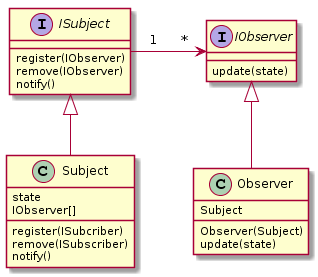 I ISubject
register(IObserver)
remove(IObserver)
notify()
1 *
I IObserver
update(state)
C Subject
state
IObserver[]
register(ISubcriber)
remove(ISubscriber)
notify()
C Observer
Subject
Observer(Subject)
update(state)